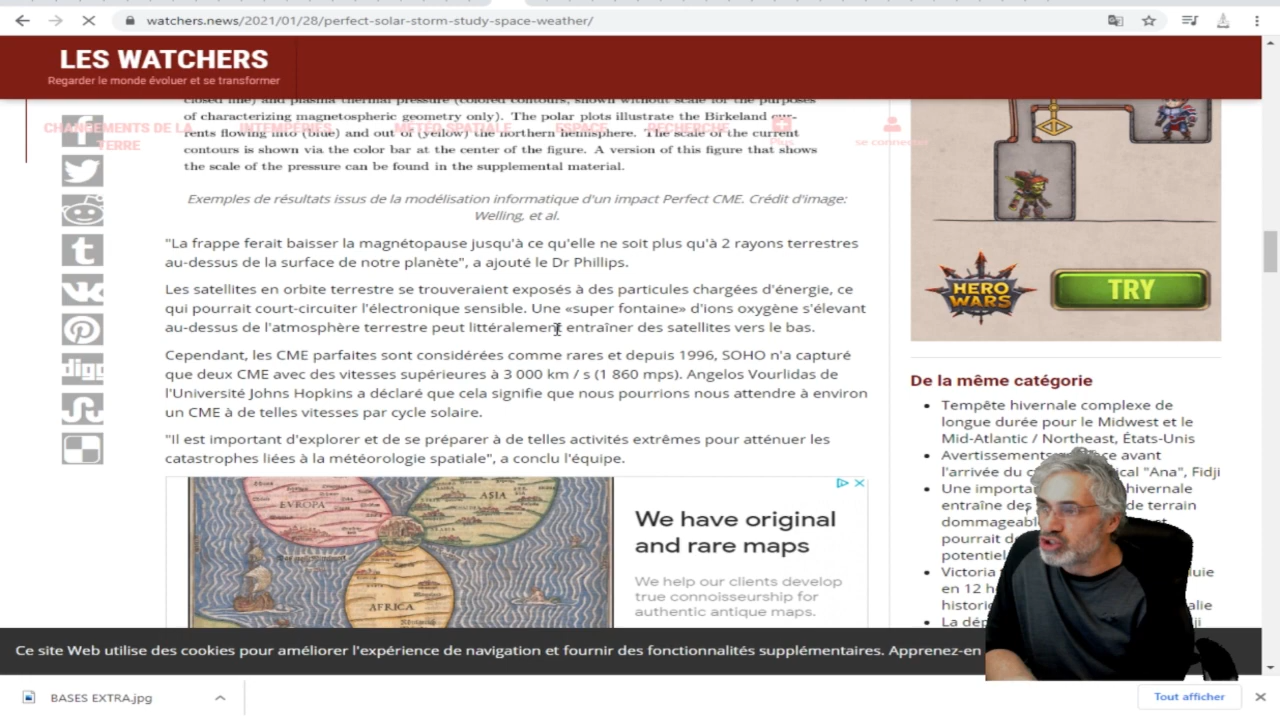 watchers.news/2021/01/28/perfect-solar-storm-study-space-weather/
LES WATCHERS
Regarder le monde évoluer et se transformer
CHANGEMENTS DE LA TERRE
INTEMPÉRIES
MÉTÉO SPATIALE
ESPACE
RECHERCHE
Plus
closed line) and plasma thermal pressure (colored contours, shown without scale for the purposes
of characterizing magnetospheric geometry only). The polar plots illustrate the Birkeland cur-
rents flowing into (blue) and out of (yellow) the northern hemisphere. The scale of the current
contours is shown via the color bar at the center of the figure. A version of this figure that shows
the scale of the pressure can be found in the supplemental material.
Exemples de résultats issus de la modélisation informatique d'un impact Perfect CME. Crédit d'image:
Welling, et al.
"La frappe ferait baisser la magnétopause jusqu'à ce qu'elle ne soit plus qu'à 2 rayons terrestres
au-dessus de la surface de notre planète", a ajouté le Dr Phillips.
Les satellites en orbite terrestre se trouveraient exposés à des particules chargées d'énergie, ce
qui pourrait court-circuiter l'électronique sensible. Une «super fontaine» d'ions oxygène s'élevant
au-dessus de l'atmosphère terrestre peut littéralement entraîner des satellites vers le bas.
Cependant, les CME parfaites sont considérées comme rares et depuis 1996, SOHO n'a capturé
que deux CME avec des vitesses supérieures à 3 000 km / s (1 860 mps). Angelos Vourlidas de
l'Université Johns Hopkins a déclaré que cela signifie que nous pourrions nous attendre à environ
un CME à de telles vitesses par cycle solaire.
"Il est important d'explorer et de se préparer à de telles activités extrêmes pour atténuer les
catastrophes liées à la météorologie spatiale", a conclu l'équipe.
EVROPA
ASIA
AFRICA
We have original
and rare maps
We help our clients develop
true connoisseurship for
authentic antique maps.
HERO
WARS
TRY
De la même catégorie
Tempête hivernale complexe de
longue durée pour le Midwest et le
Mid-Atlantic / Northeast, États-Unis
Avertissements avant
l'arrivée du "Ana", Fidji
Une hivernale
entraîne de terrain
pourrait
potentiel
Victoria
en 12
Ce site Web utilise des cookies pour améliorer l'expérience de navigation et fournir des fonctionnalités supplémentaires. Apprenez-en
BASES EXTRA.jpg
Tout afficher